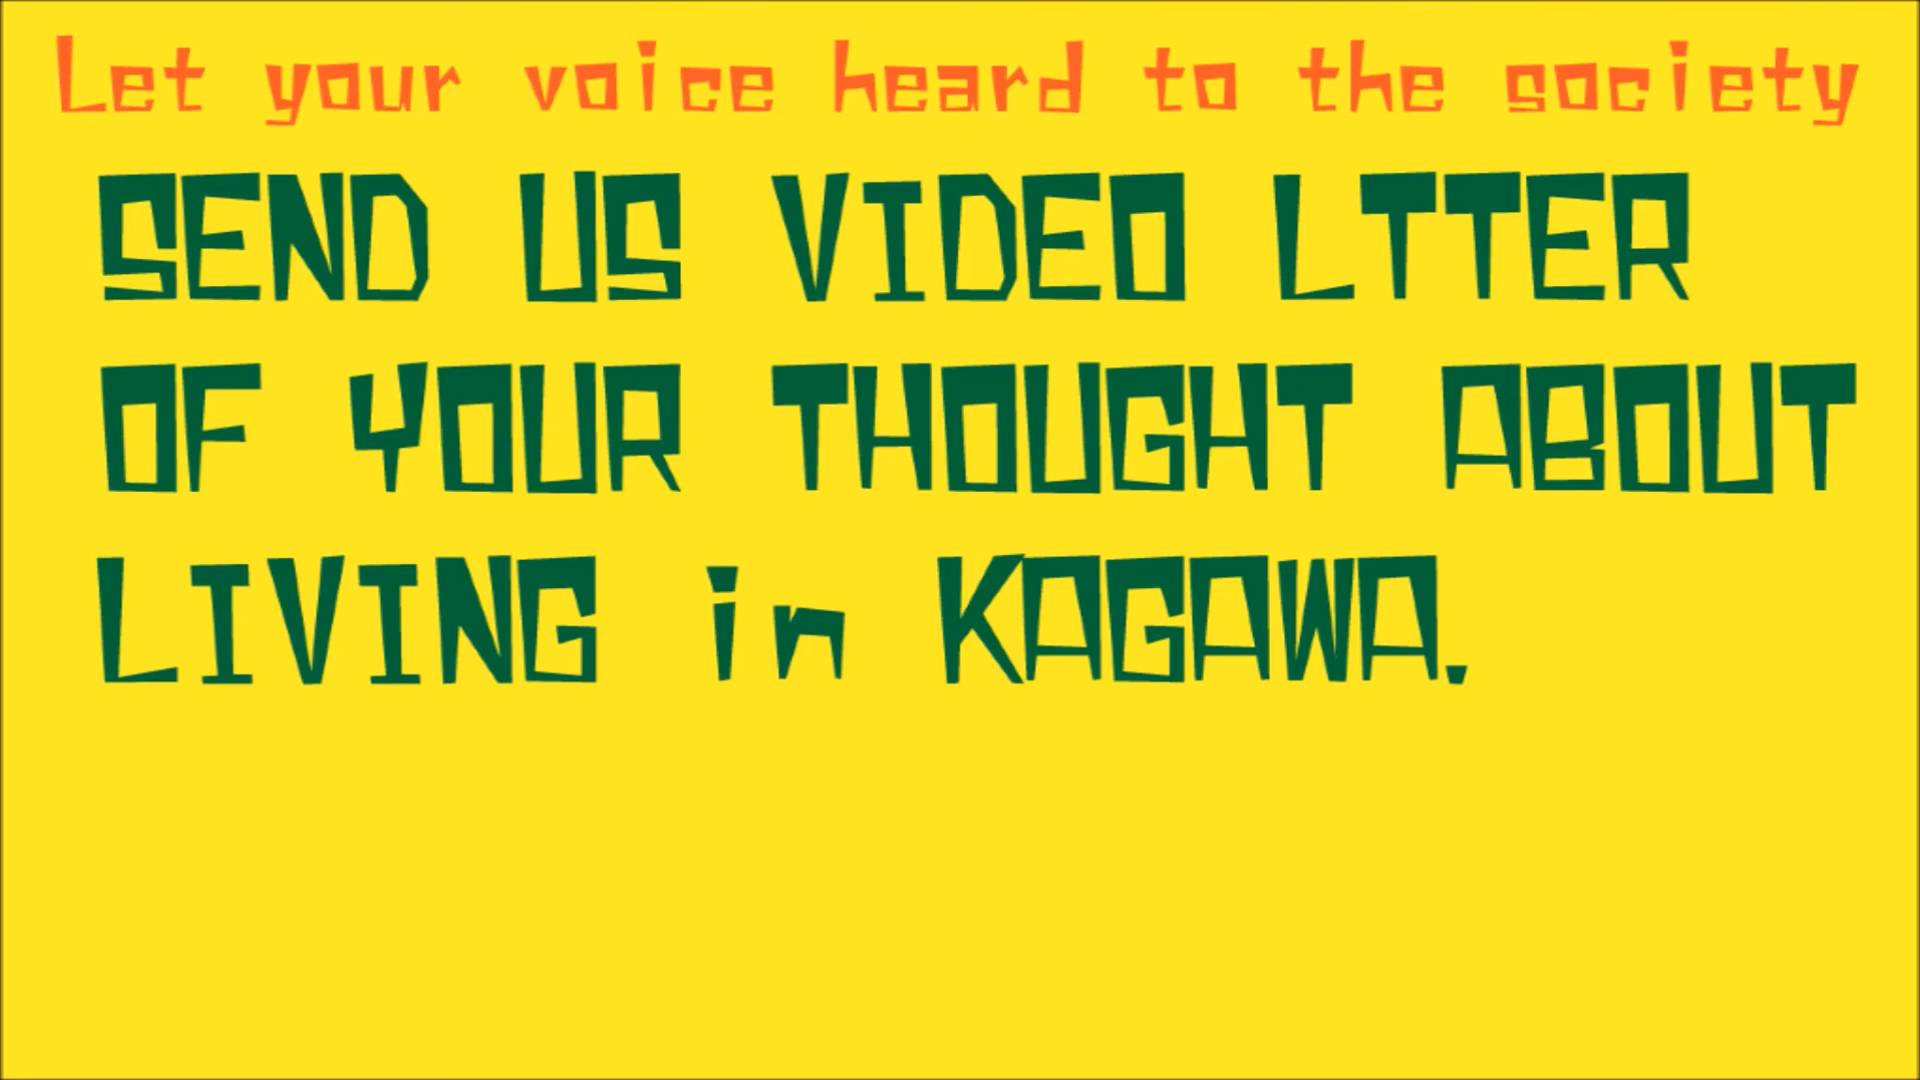 Let your voice heard to the society
SEND US VIDEO LTTER
OF YOUR THOUGHT ABOUT
LIVING in KAGAWA.